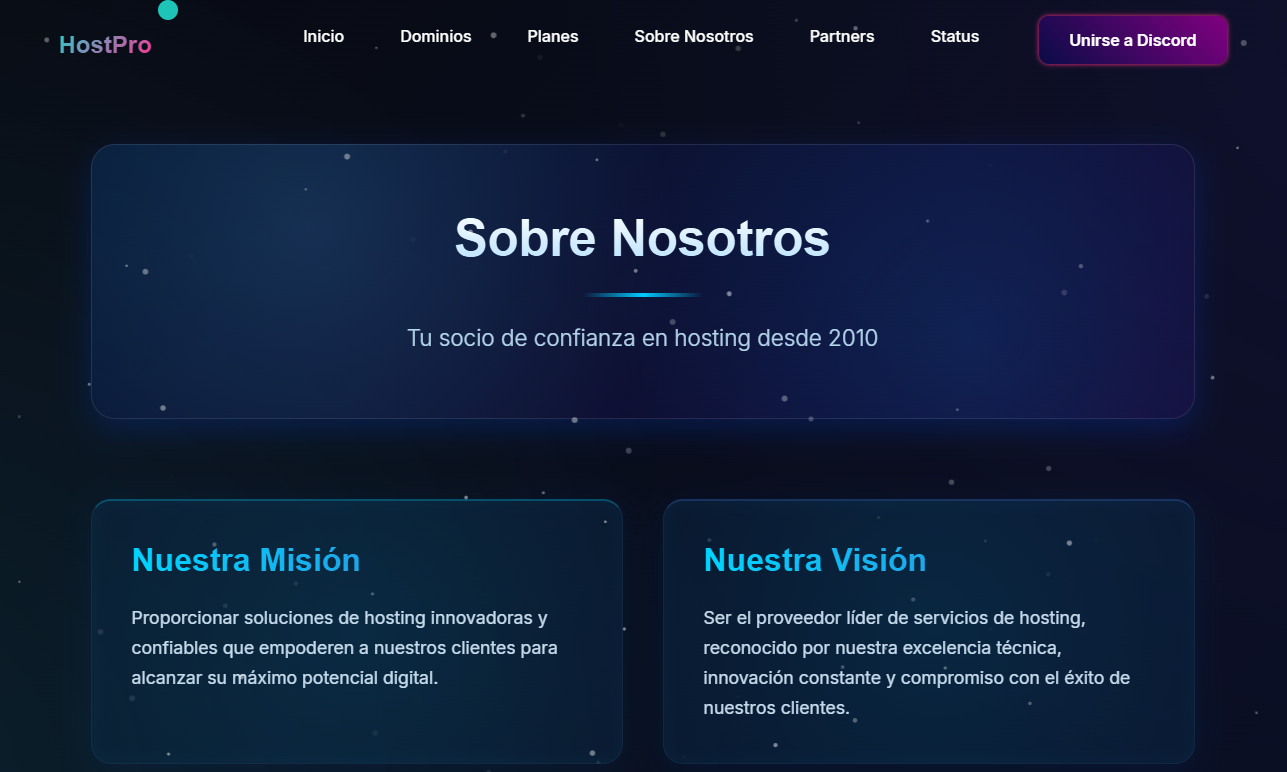 HostPro
Inicio
Dominios
Planes
Sobre Nosotros
Partners
Status
Unirse a Discord
Sobre Nosotros
Tu socio de confianza en hosting desde 2010
Nuestra Misión
Proporcionar soluciones de hosting innovadoras y
confiables que empoderen a nuestros clientes para
alcanzar su máximo potencial digital.
Nuestra Visión
Ser el proveedor líder de servicios de hosting,
reconocido por nuestra excelencia técnica,
innovación constante y compromiso con el éxito de
nuestros clientes.